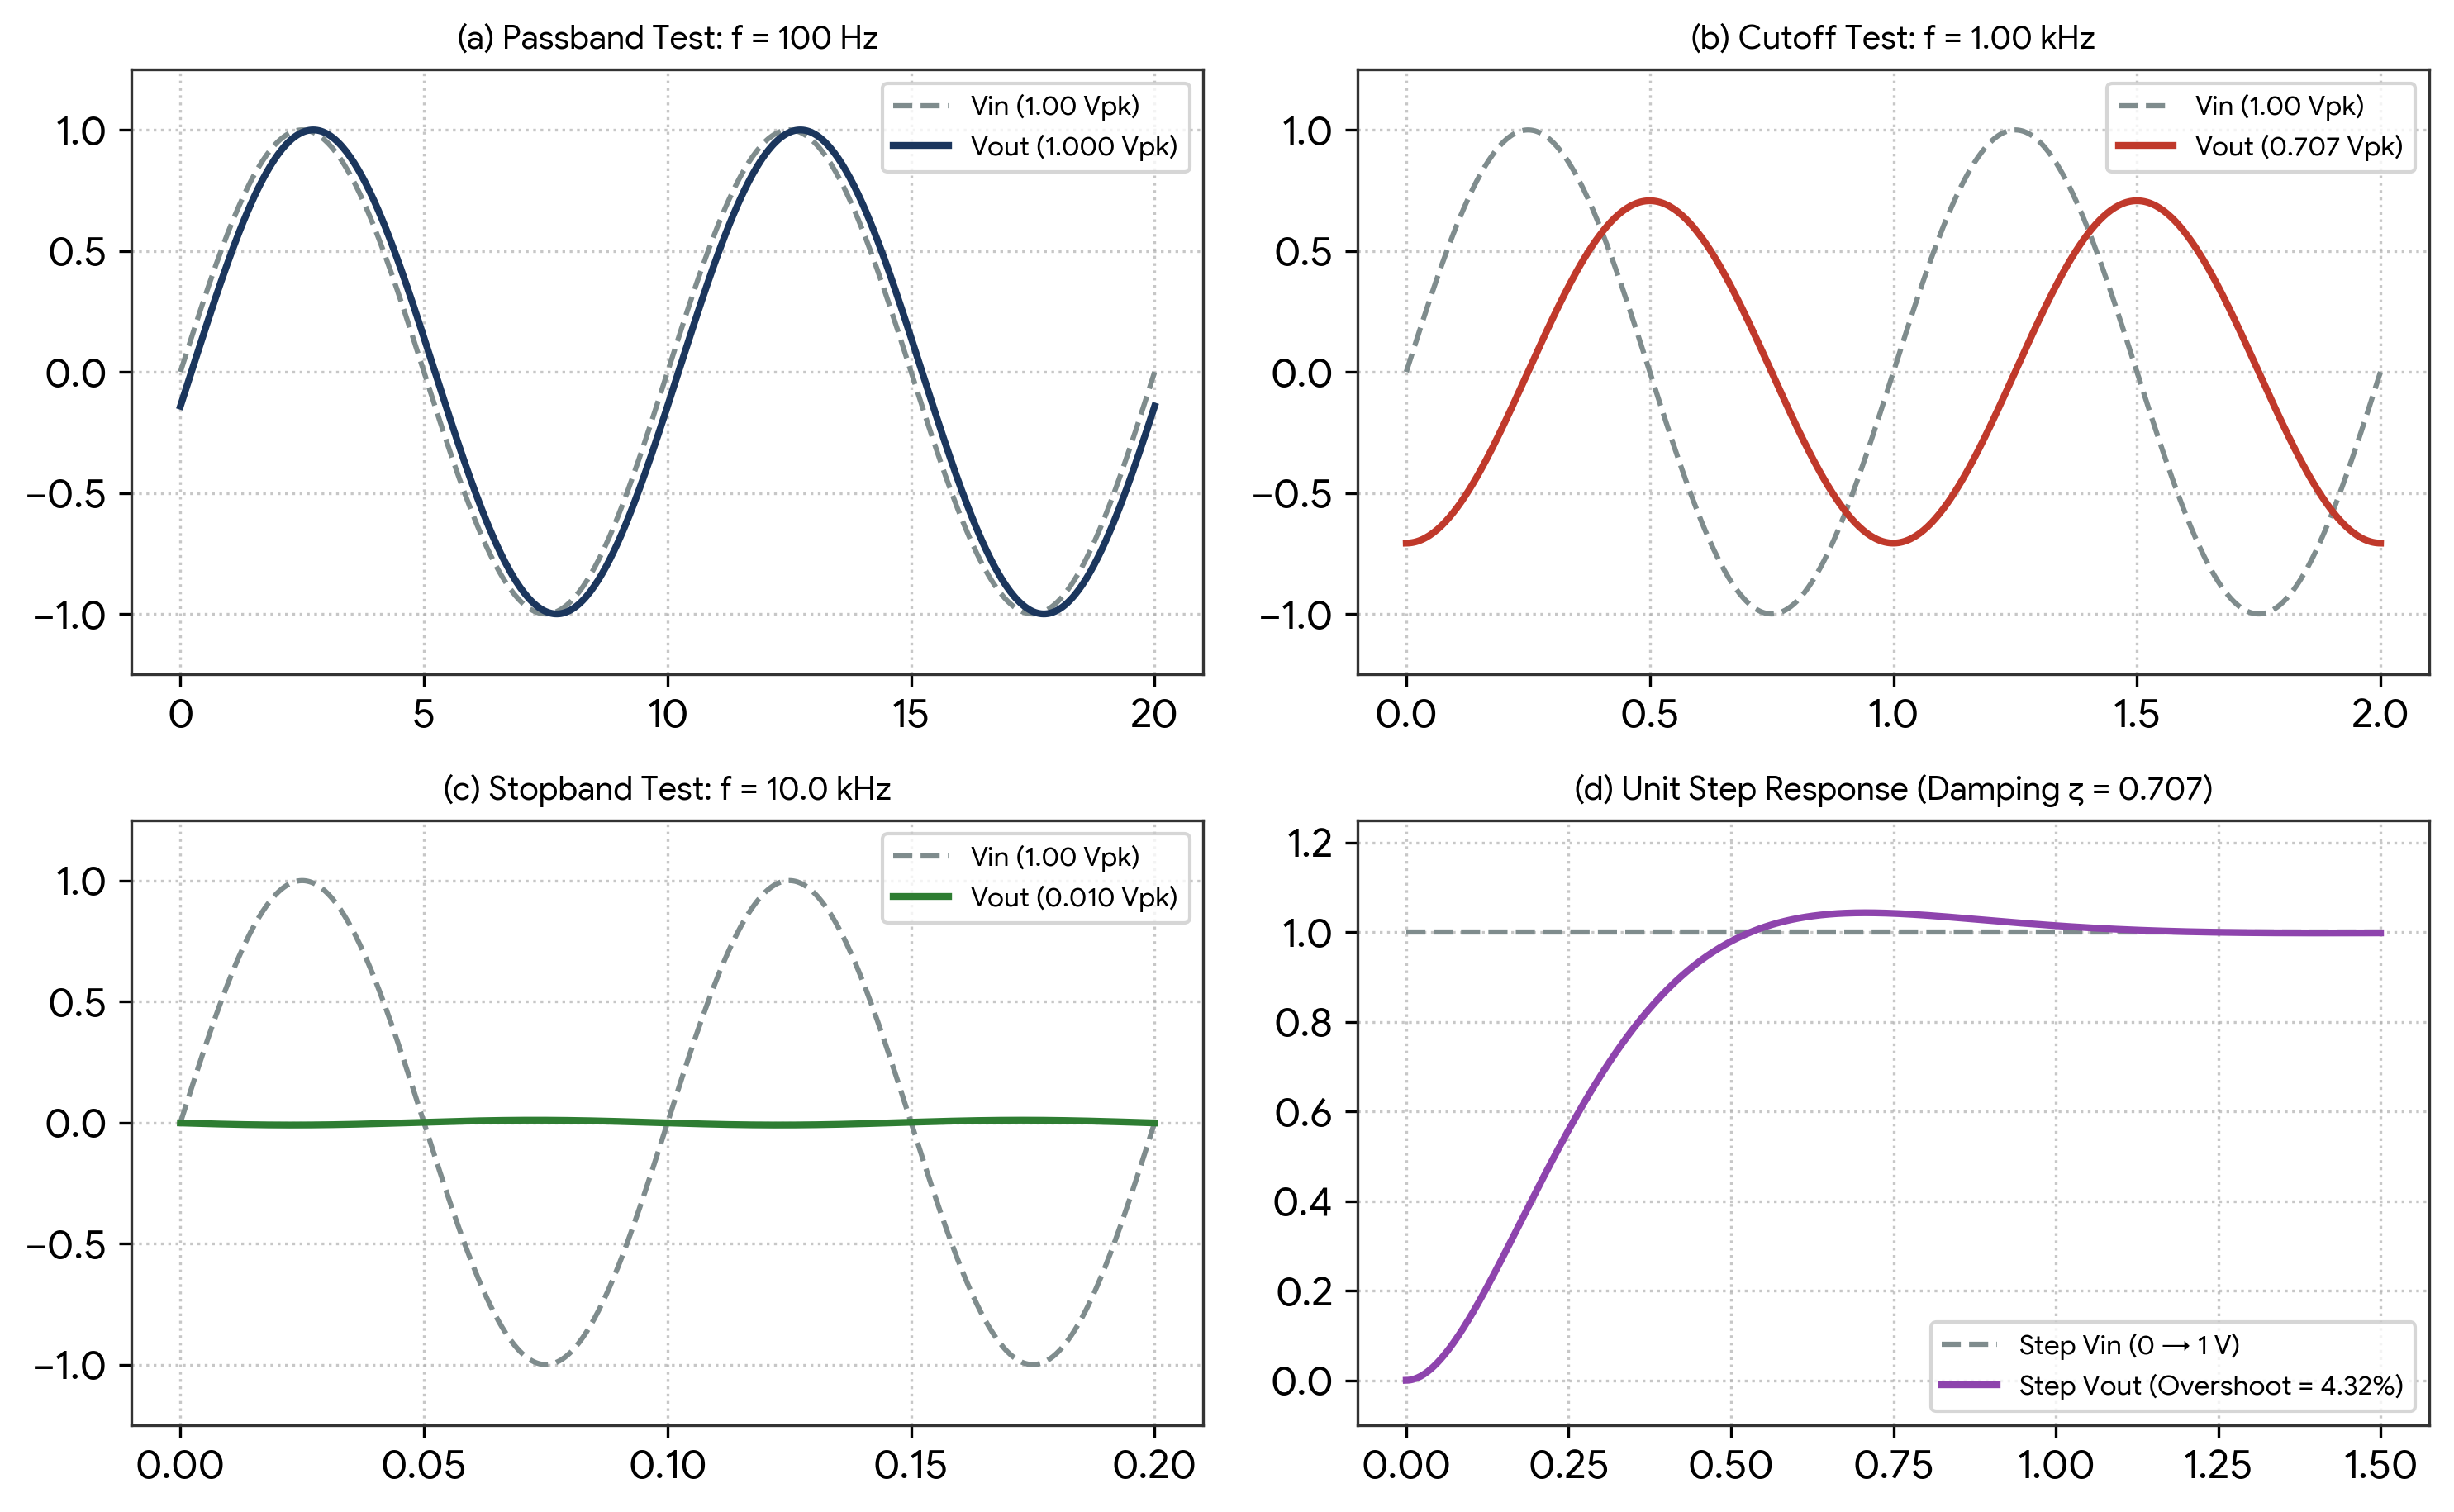 (a) Passband Test: f = 100 Hz
Vin (1.00 Vpk)
Vout (1.000 Vpk)
1.0
0.5
0.0
−0.5
−1.0
0 5 10 15 20
(b) Cutoff Test: f = 1.00 kHz
Vin (1.00 Vpk)
Vout (0.707 Vpk)
1.0
0.5
0.0
−0.5
−1.0
0.0 0.5 1.0 1.5 2.0
(c) Stopband Test: f = 10.0 kHz
Vin (1.00 Vpk)
Vout (0.010 Vpk)
1.0
0.5
0.0
−0.5
−1.0
0.00 0.05 0.10 0.15 0.20
(d) Unit Step Response (Damping ζ = 0.707)
1.2
1.0
0.8
0.6
0.4
0.2
0.0
Step Vin (0 → 1 V)
Step Vout (Overshoot = 4.32%)
0.00 0.25 0.50 0.75 1.00 1.25 1.50